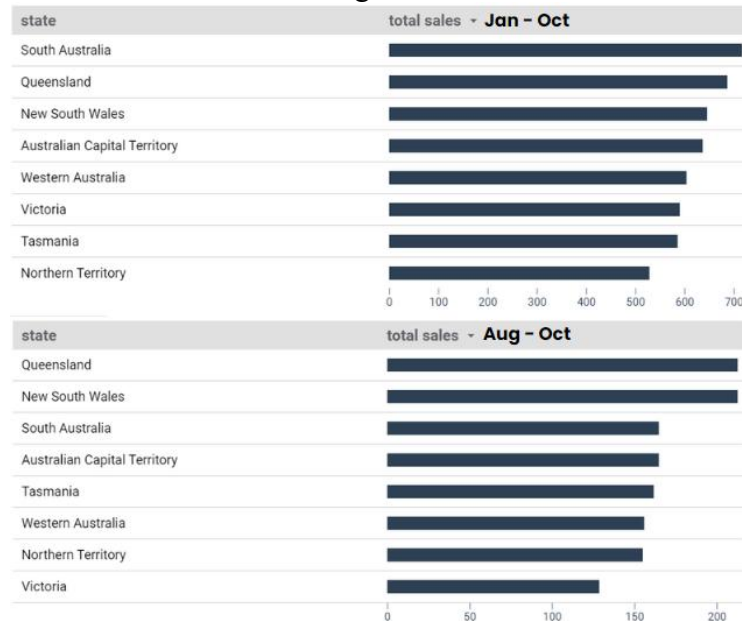 state total sales Jan - Oct
South Australia
Queensland
New South Wales
Australian Capital Territory
Western Australia
Victoria
Tasmania
Northern Territory
0 100 200 300 400 500 600 700
state total sales Aug - Oct
Queensland
New South Wales
South Australia
Australian Capital Territory
Tasmania
Western Australia
Northern Territory
Victoria
0 50 100 150 200